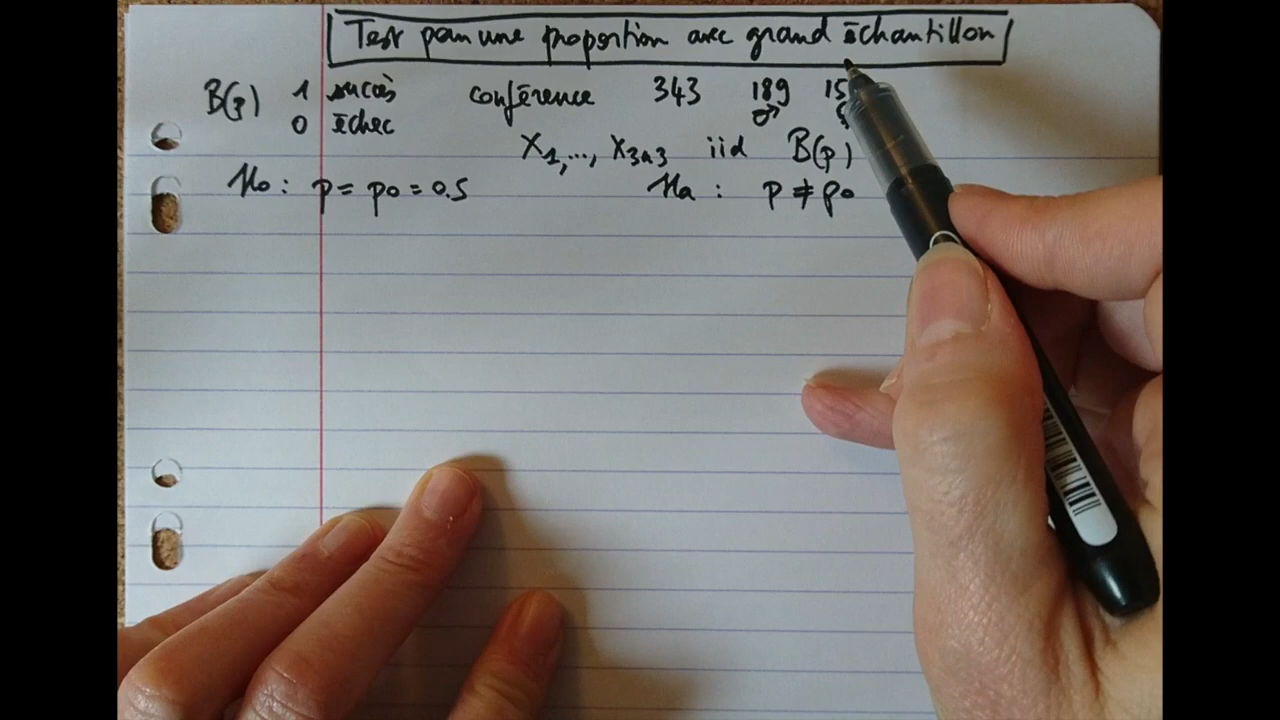 Test pour une proportion avec grand échantillon
B(p) 1 succès conférence 343 189 15
0 échec ♂
X1,..., X343 iid B(p)
H0 : p = p0 = 0.5 Ha : p ≠ p0